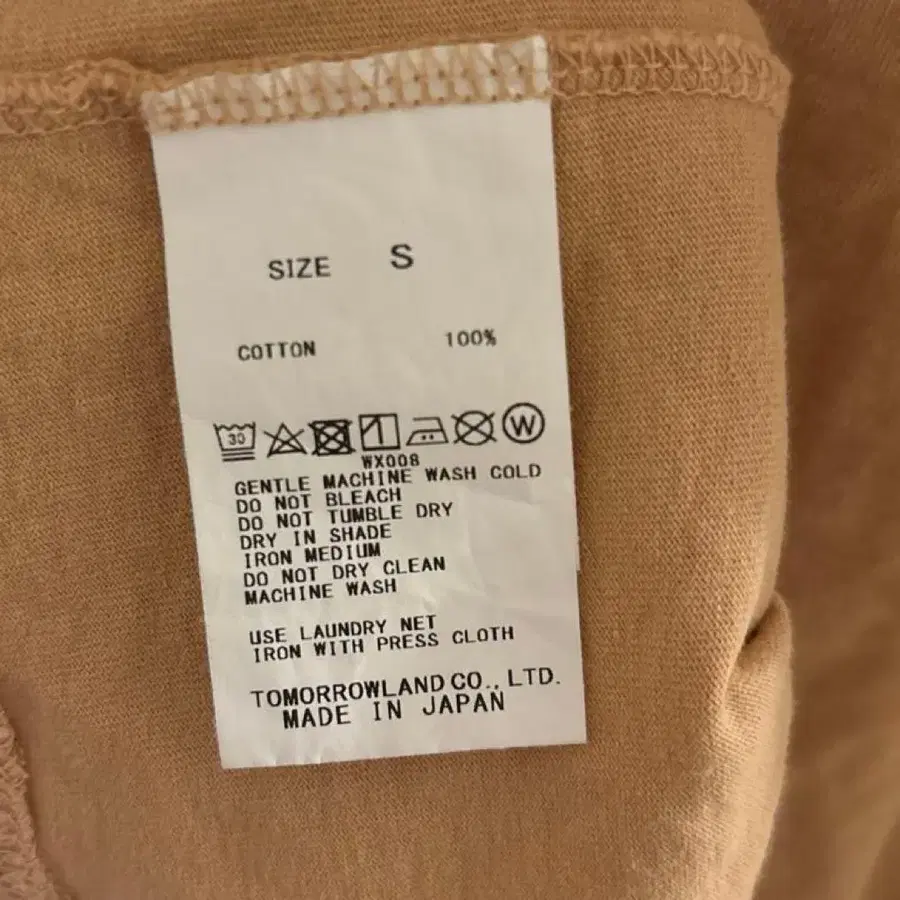 SIZE S
COTTON 100%
30 W
WX008
GENTLE MACHINE WASH COLD
DO NOT BLEACH
DO NOT TUMBLE DRY
DRY IN SHADE
IRON MEDIUM
DO NOT DRY CLEAN
MACHINE WASH
USE LAUNDRY NET
IRON WITH PRESS CLOTH
TOMORROWLAND CO., LTD.
MADE IN JAPAN